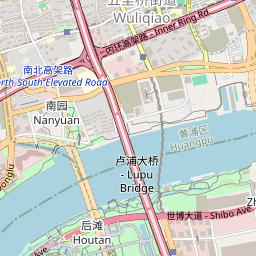 五里桥街道
Wuliqiao
内环高架路 - Inner Ring Rd
南北高架路
North-South Elevated Road
南园
Nanyuan
黄浦区
Huangpu
卢浦大桥
- Lupu
Bridge
世博大道 - Shibo Ave
后滩
Houtan